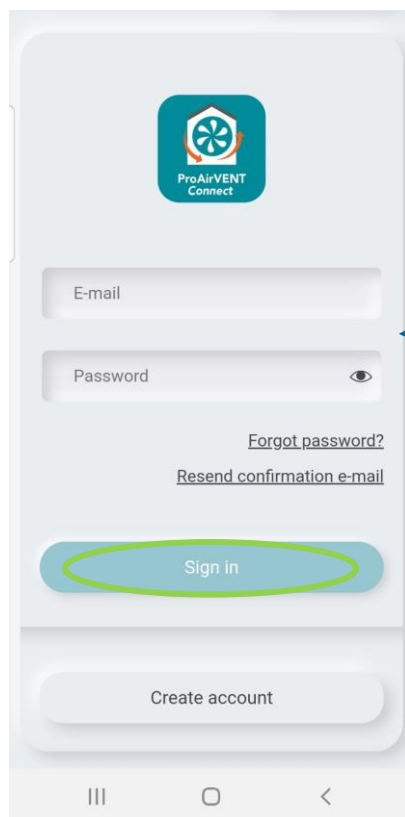 ProAirVENT
Connect
E-mail
Password
Forgot password?
Resend confirmation e-mail
Sign in
Create account